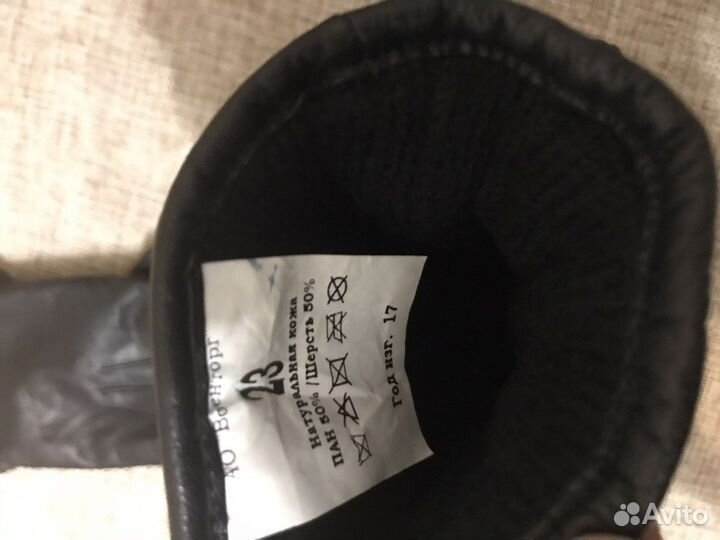 АО Военторг
23
Натуральная кожа
ПАН 50% /Шерсть 50%
год изг. 17
Avito